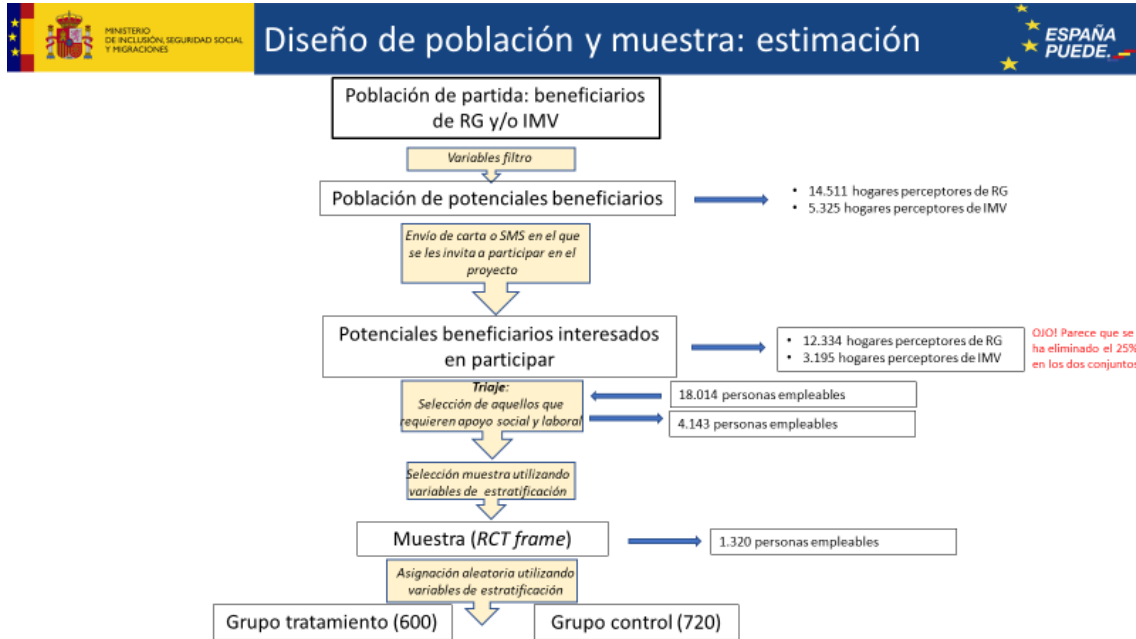 MINISTERIO
DE INCLUSIÓN, SEGURIDAD SOCIAL
Y MIGRACIONES
Diseño de población y muestra: estimación
ESPAÑA
PUEDE.
Población de partida: beneficiarios
de RG y/o IMV
Variables filtro
Población de potenciales beneficiarios
• 14.511 hogares perceptores de RG
• 5.325 hogares perceptores de IMV
Envío de carta o SMS en el que
se les invita a participar en el
proyecto
Potenciales beneficiarios interesados
en participar
• 12.334 hogares perceptores de RG
• 3.195 hogares perceptores de IMV
OJO! Parece que se
ha eliminado el 25%
en los dos conjuntos
Triaje:
Selección de aquellos que
requieren apoyo social y laboral
18.014 personas empleables
4.143 personas empleables
Selección muestra utilizando
variables de estratificación
Muestra (RCT frame)
1.320 personas empleables
Asignación aleatoria utilizando
variables de estratificación
Grupo tratamiento (600)
Grupo control (720)